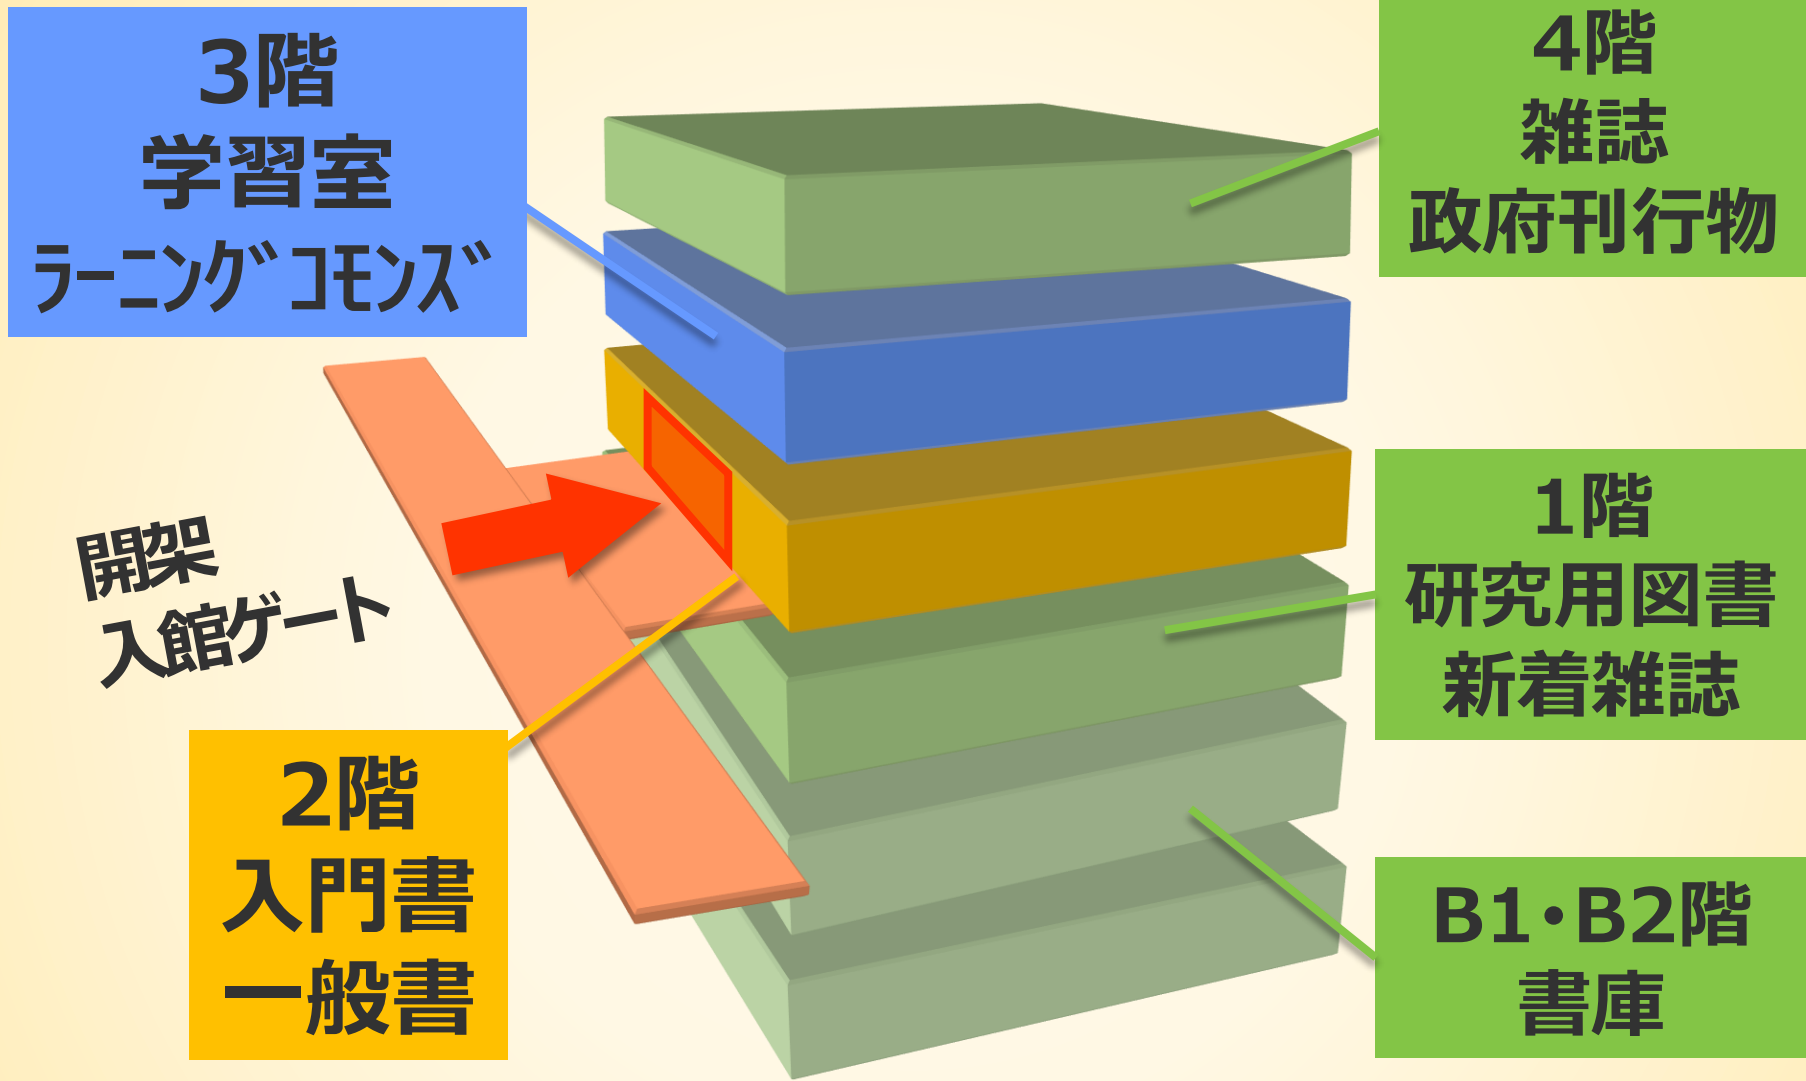 3階
学習室
ﾗｰﾆﾝｸﾞｺﾓﾝｽﾞ
4階
雑誌
政府刊行物
開架
入館ゲート
1階
研究用図書
新着雑誌
2階
入門書
一般書
B1・B2階
書庫